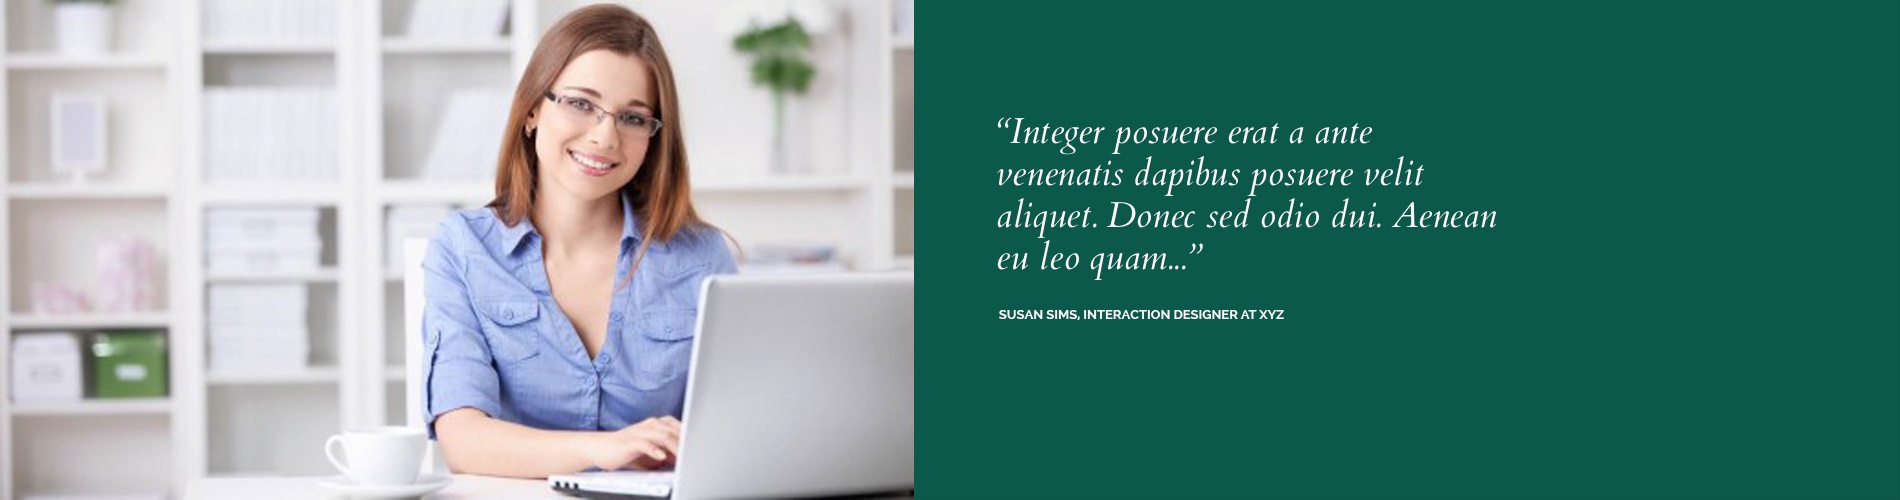 “Integer posuere erat a ante
venenatis dapibus posuere velit
aliquet. Donec sed odio dui. Aenean
eu leo quam...”
SUSAN SIMS, INTERACTION DESIGNER AT XYZ